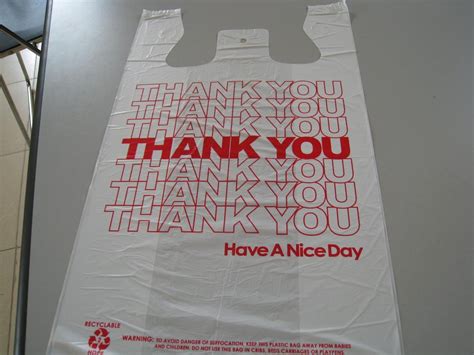 THANK YOU
THANK YOU
THANK YOU
THANK YOU
THANK YOU
THANK YOU
THANK YOU
Have A Nice Day
RECYCLABLE
HDPE
WARNING: TO AVOID DANGER OF SUFFOCATION, KEEP THIS PLASTIC BAG AWAY FROM BABIES
AND CHILDREN. DO NOT USE THIS BAG IN CRIBS, BEDS, CARRIAGES OR PLAYPENS.